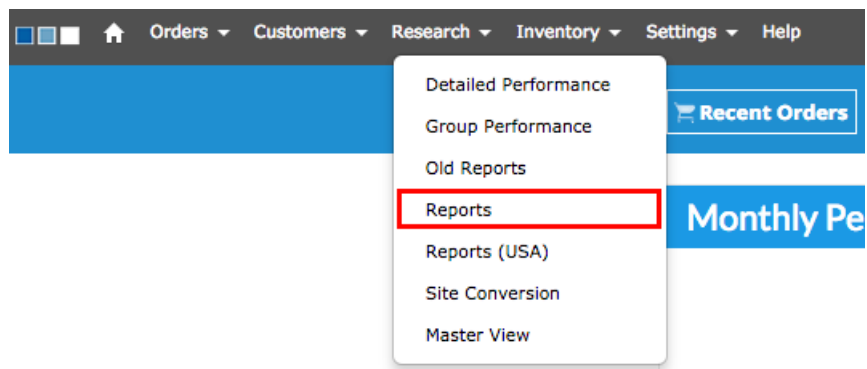 Orders Customers Research Inventory Settings Help
Detailed Performance
Recent Orders
Group Performance
Old Reports
Reports
Monthly Pe
Reports (USA)
Site Conversion
Master View